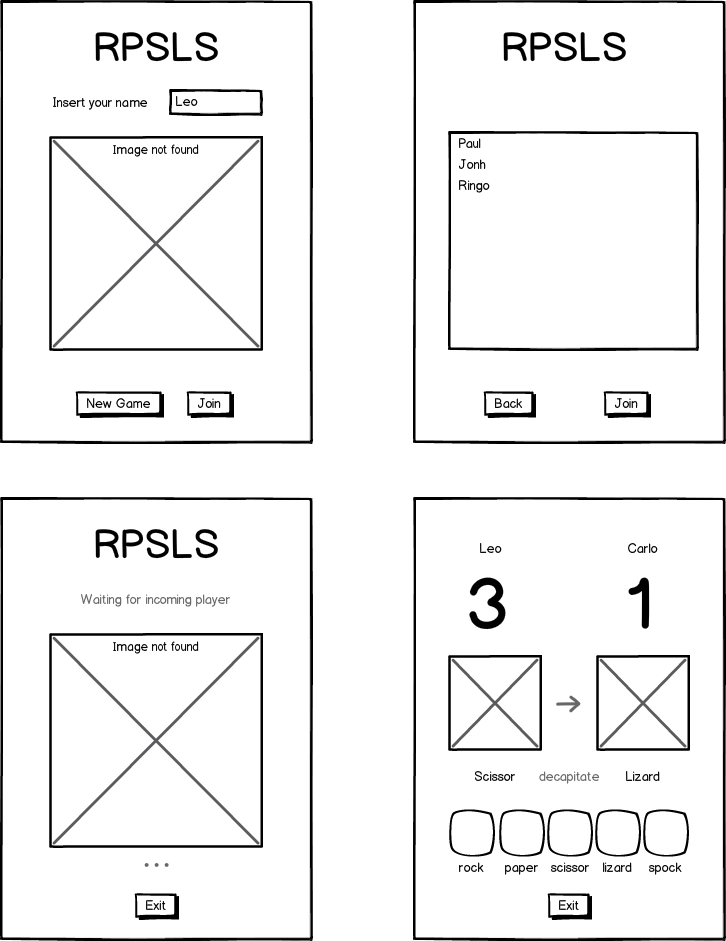 RPSLS
Insert your name Leo
Image not found
New Game Join
RPSLS
Paul
Jonh
Ringo
Back Join
RPSLS
Waiting for incoming player
Image not found
...
Exit
Leo Carlo
3 1
Scissor decapitate Lizard
rock paper scissor lizard spock
Exit